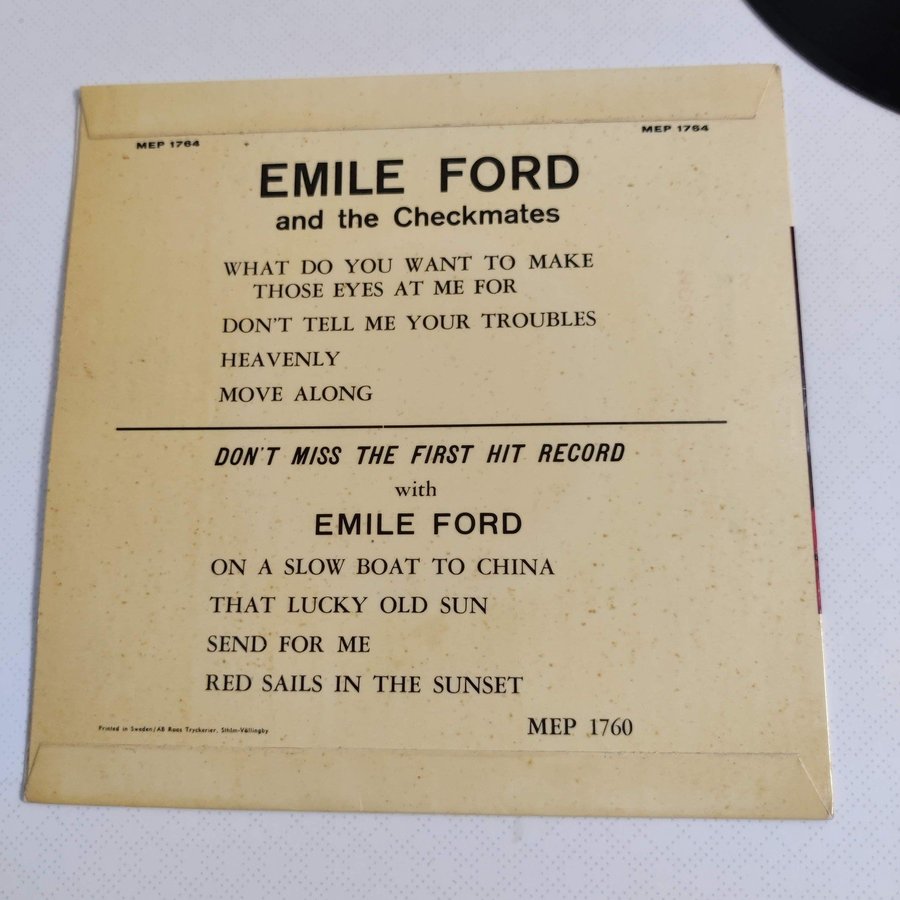 MEP 1764
MEP 1764
EMILE FORD
and the Checkmates
WHAT DO YOU WANT TO MAKE
THOSE EYES AT ME FOR
DON'T TELL ME YOUR TROUBLES
HEAVENLY
MOVE ALONG
DON'T MISS THE FIRST HIT RECORD
with
EMILE FORD
ON A SLOW BOAT TO CHINA
THAT LUCKY OLD SUN
SEND FOR ME
RED SAILS IN THE SUNSET
Printed in Sweden/AB Roos Tryckerier, Sthlm-Vällingby
MEP 1760